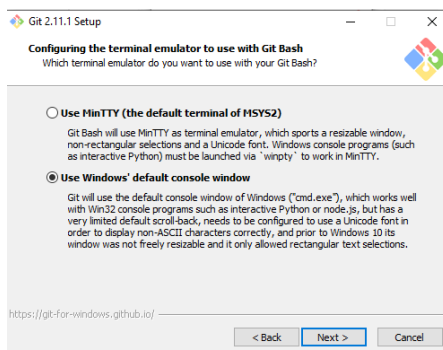 Git 2.11.1 Setup
Configuring the terminal emulator to use with Git Bash
Which terminal emulator do you want to use with your Git Bash?
Use MinTTY (the default terminal of MSYS2)
Git Bash will use MinTTY as terminal emulator, which sports a resizable window,
non-rectangular selections and a Unicode font. Windows console programs (such
as interactive Python) must be launched via `winpty` to work in MinTTY.
Use Windows' default console window
Git will use the default console window of Windows ("cmd.exe"), which works well
with Win32 console programs such as interactive Python or node.js, but has a
very limited default scroll-back, needs to be configured to use a Unicode font in
order to display non-ASCII characters correctly, and prior to Windows 10 its
window was not freely resizable and it only allowed rectangular text selections.
https://git-for-windows.github.io/
< Back Next > Cancel